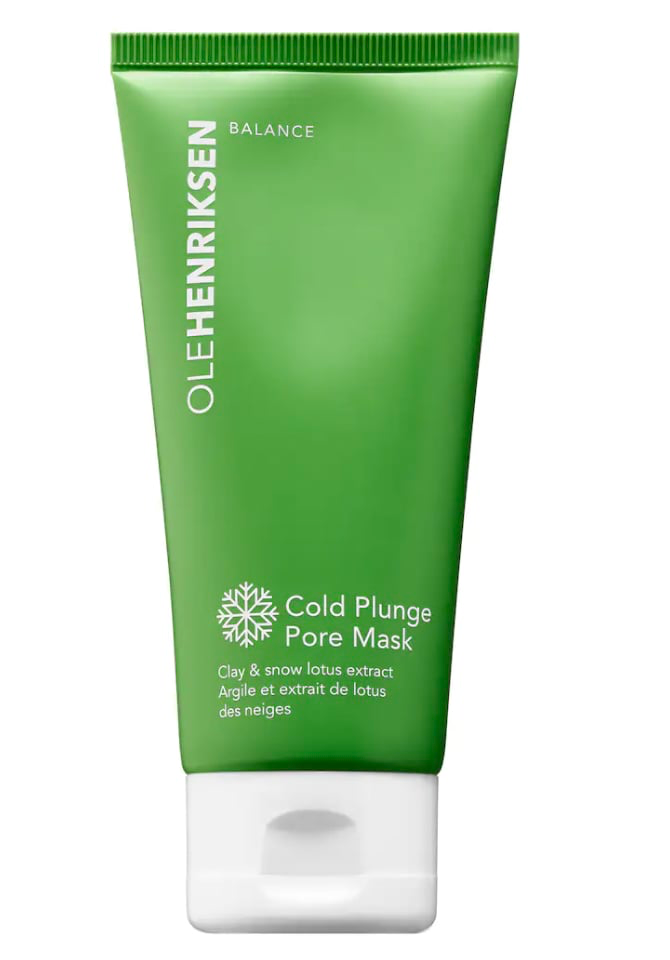 BALANCE
OLEHENRIKSEN
Cold Plunge
Pore Mask
Clay & snow lotus extract
Argile et extrait de lotus
des neiges